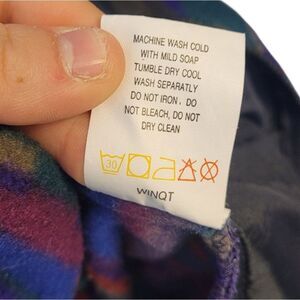 MACHINE WASH COLD
WITH MILD SOAP
TUMBLE DRY COOL
WASH SEPARATLY
DO NOT IRON, DO
NOT BLEACH, DO NOT
DRY CLEAN
30
WINQT